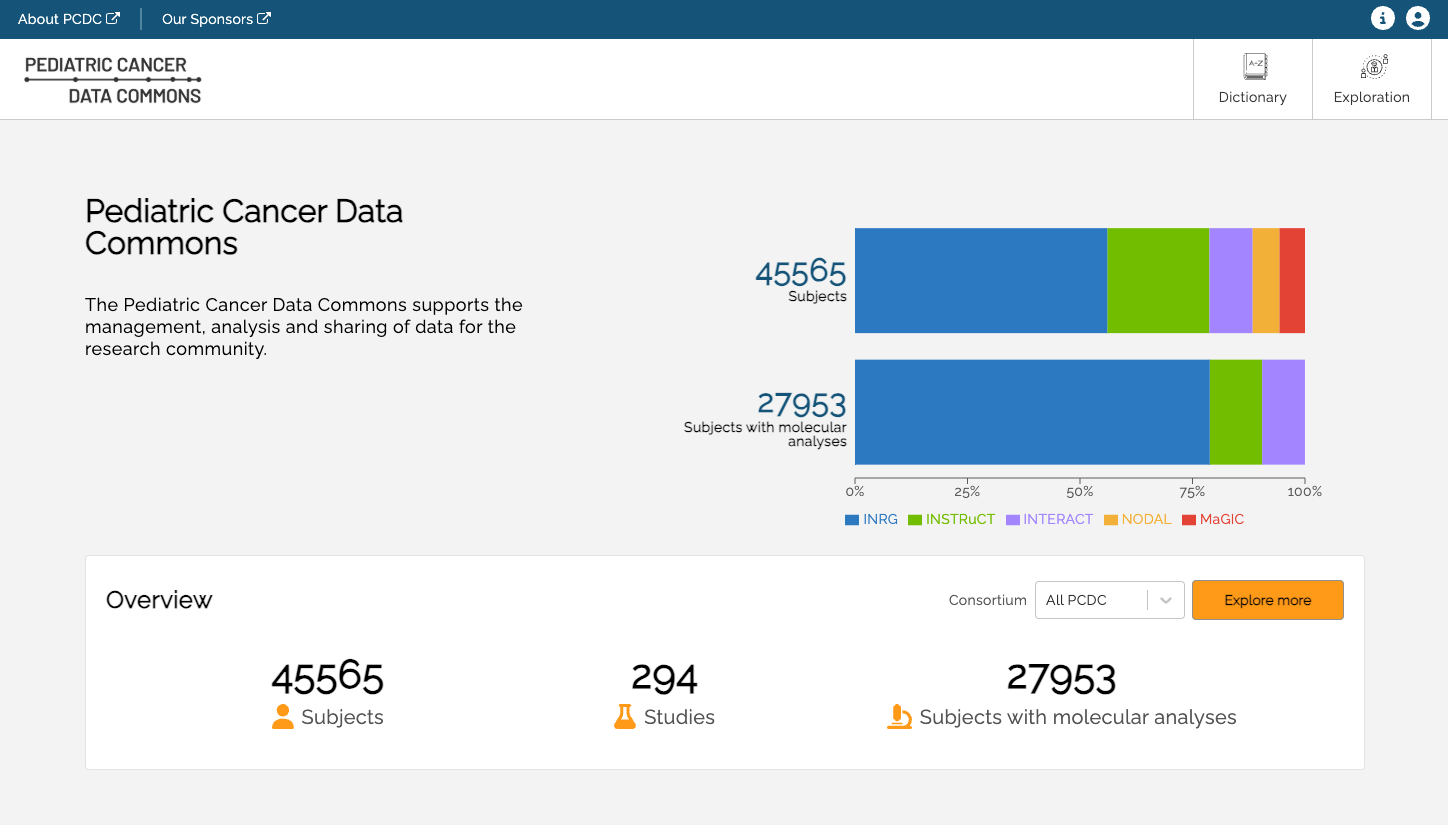 About PCDC
Our Sponsors
PEDIATRIC CANCER
DATA COMMONS
A-Z
Dictionary
Exploration
Pediatric Cancer Data
Commons
The Pediatric Cancer Data Commons supports the
management, analysis and sharing of data for the
research community.
45565
Subjects
27953
Subjects with molecular
analyses
0% 25% 50% 75% 100%
INRG INSTRuCT INTERACT NODAL MaGIC
Overview
Consortium All PCDC Explore more
45565 294 27953
Subjects Studies Subjects with molecular analyses